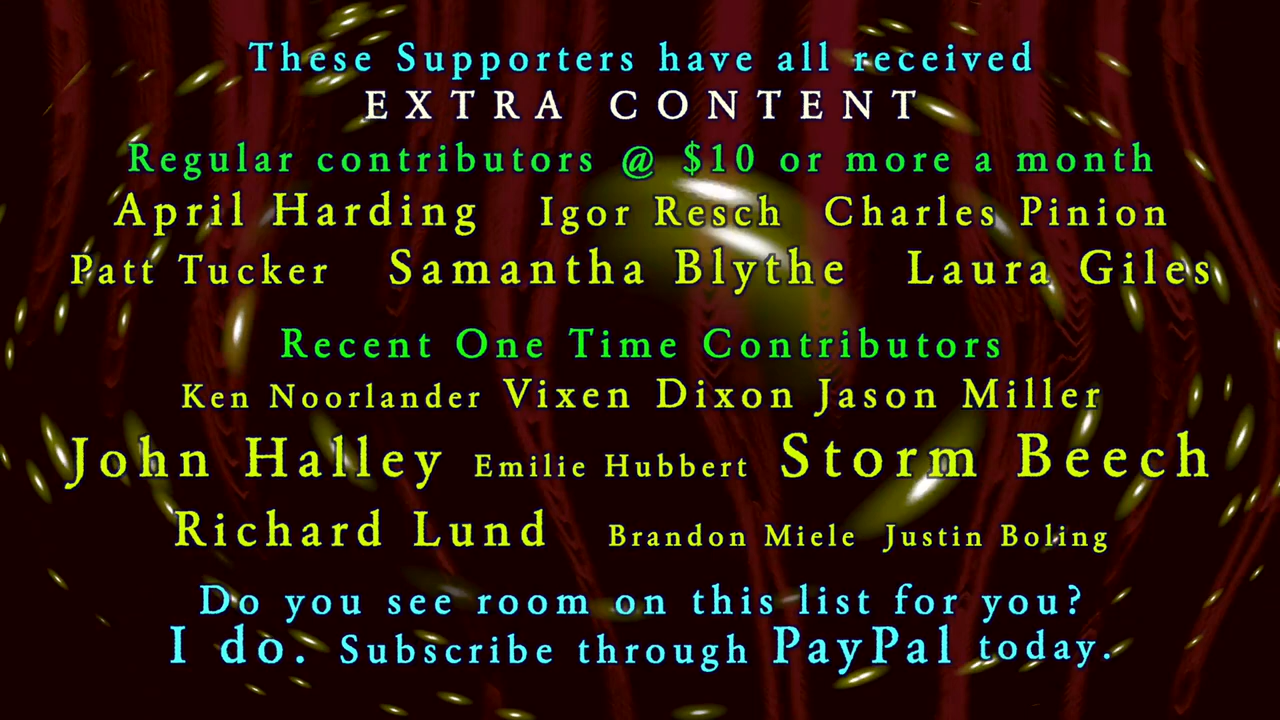 These Supporters have all received
EXTRA CONTENT
Regular contributors @ $10 or more a month
April Harding Igor Resch Charles Pinion
Patt Tucker Samantha Blythe Laura Giles
Recent One Time Contributors
Ken Noorlander Vixen Dixon Jason Miller
John Halley Emilie Hubbert Storm Beech
Richard Lund Brandon Miele Justin Boling
Do you see room on this list for you?
I do. Subscribe through PayPal today.